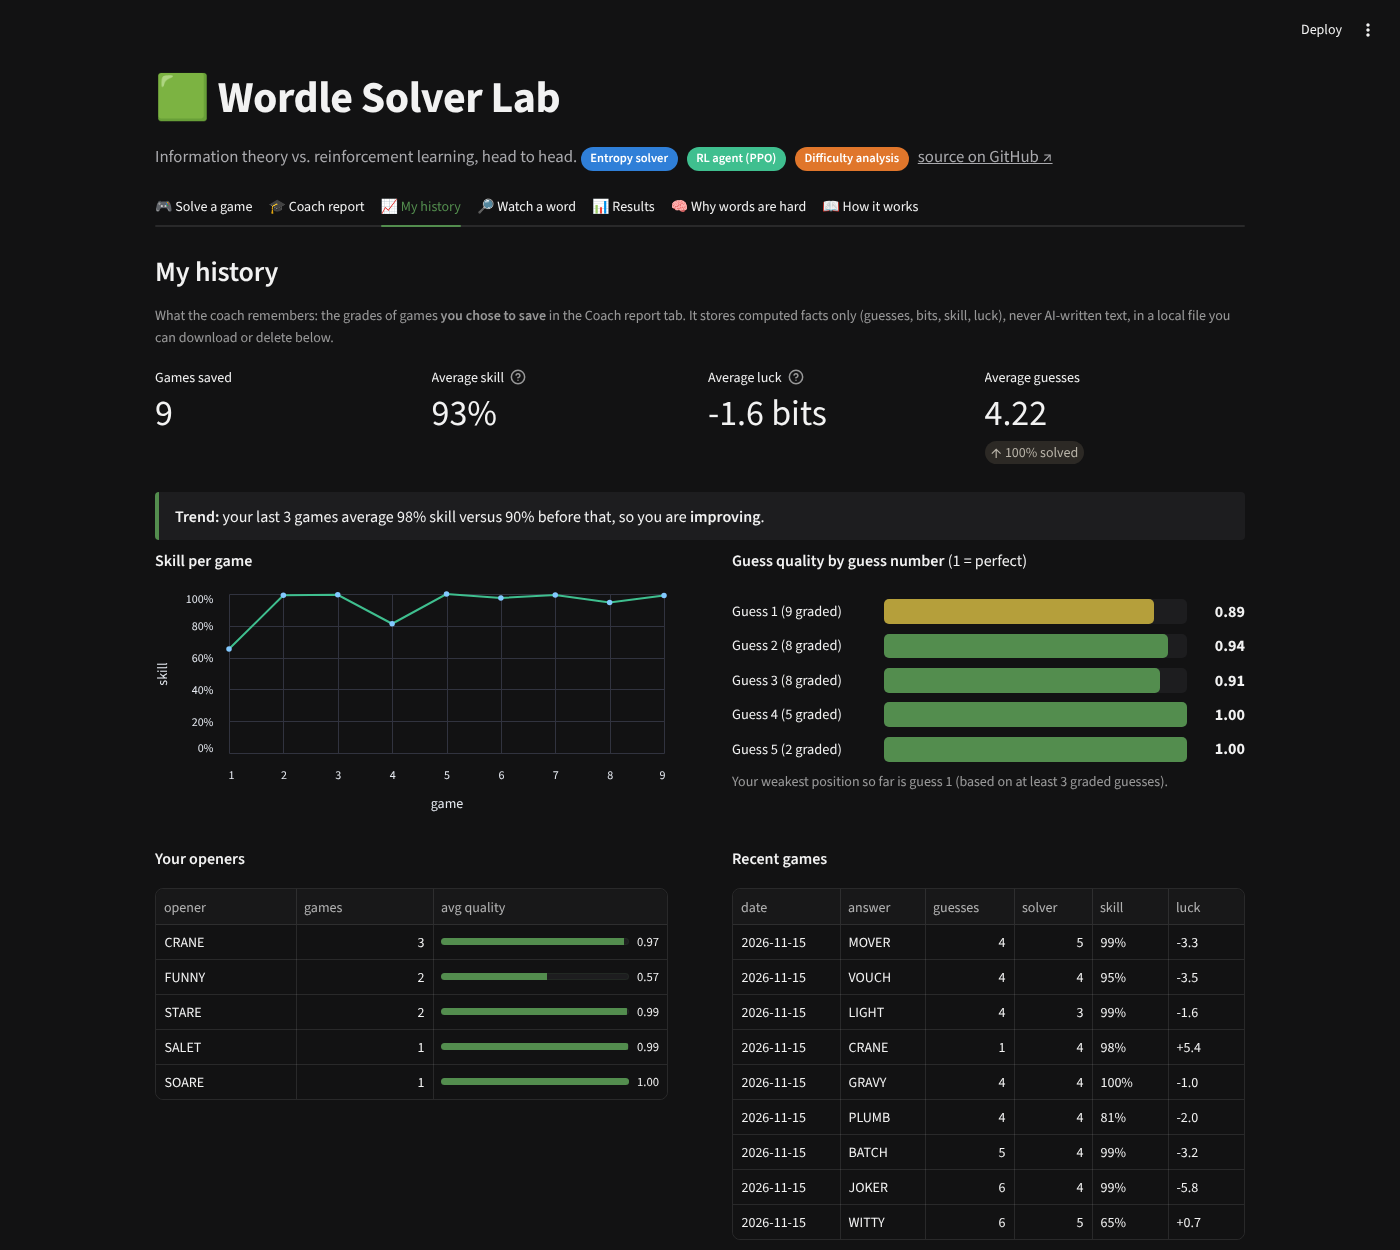 Deploy
Wordle Solver Lab
Information theory vs. reinforcement learning, head to head. Entropy solver RL agent (PPO) Difficulty analysis source on GitHub ↗
Solve a game Coach report My history Watch a word Results Why words are hard How it works
My history
What the coach remembers: the grades of games you chose to save in the Coach report tab. It stores computed facts only (guesses, bits, skill, luck), never AI-written text, in a local file you
can download or delete below.
Games saved Average skill Average luck Average guesses
9 93% -1.6 bits 4.22
↑ 100% solved
Trend: your last 3 games average 98% skill versus 90% before that, so you are improving.
Skill per game
100%
80%
60%
40%
20%
0%
skill
1 2 3 4 5 6 7 8 9
game
Guess quality by guess number (1 = perfect)
Guess 1 (9 graded) 0.89
Guess 2 (8 graded) 0.94
Guess 3 (8 graded) 0.91
Guess 4 (5 graded) 1.00
Guess 5 (2 graded) 1.00
Your weakest position so far is guess 1 (based on at least 3 graded guesses).
Your openers
opener games avg quality
CRANE 3 0.97
FUNNY 2 0.57
STARE 2 0.99
SALET 1 0.99
SOARE 1 1.00
Recent games
date answer guesses solver skill luck
2026-11-15 MOVER 4 5 99% -3.3
2026-11-15 VOUCH 4 4 95% -3.5
2026-11-15 LIGHT 4 3 99% -1.6
2026-11-15 CRANE 1 4 98% +5.4
2026-11-15 GRAVY 4 4 100% -1.0
2026-11-15 PLUMB 4 4 81% -2.0
2026-11-15 BATCH 5 4 99% -3.2
2026-11-15 JOKER 6 4 99% -5.8
2026-11-15 WITTY 6 5 65% +0.7